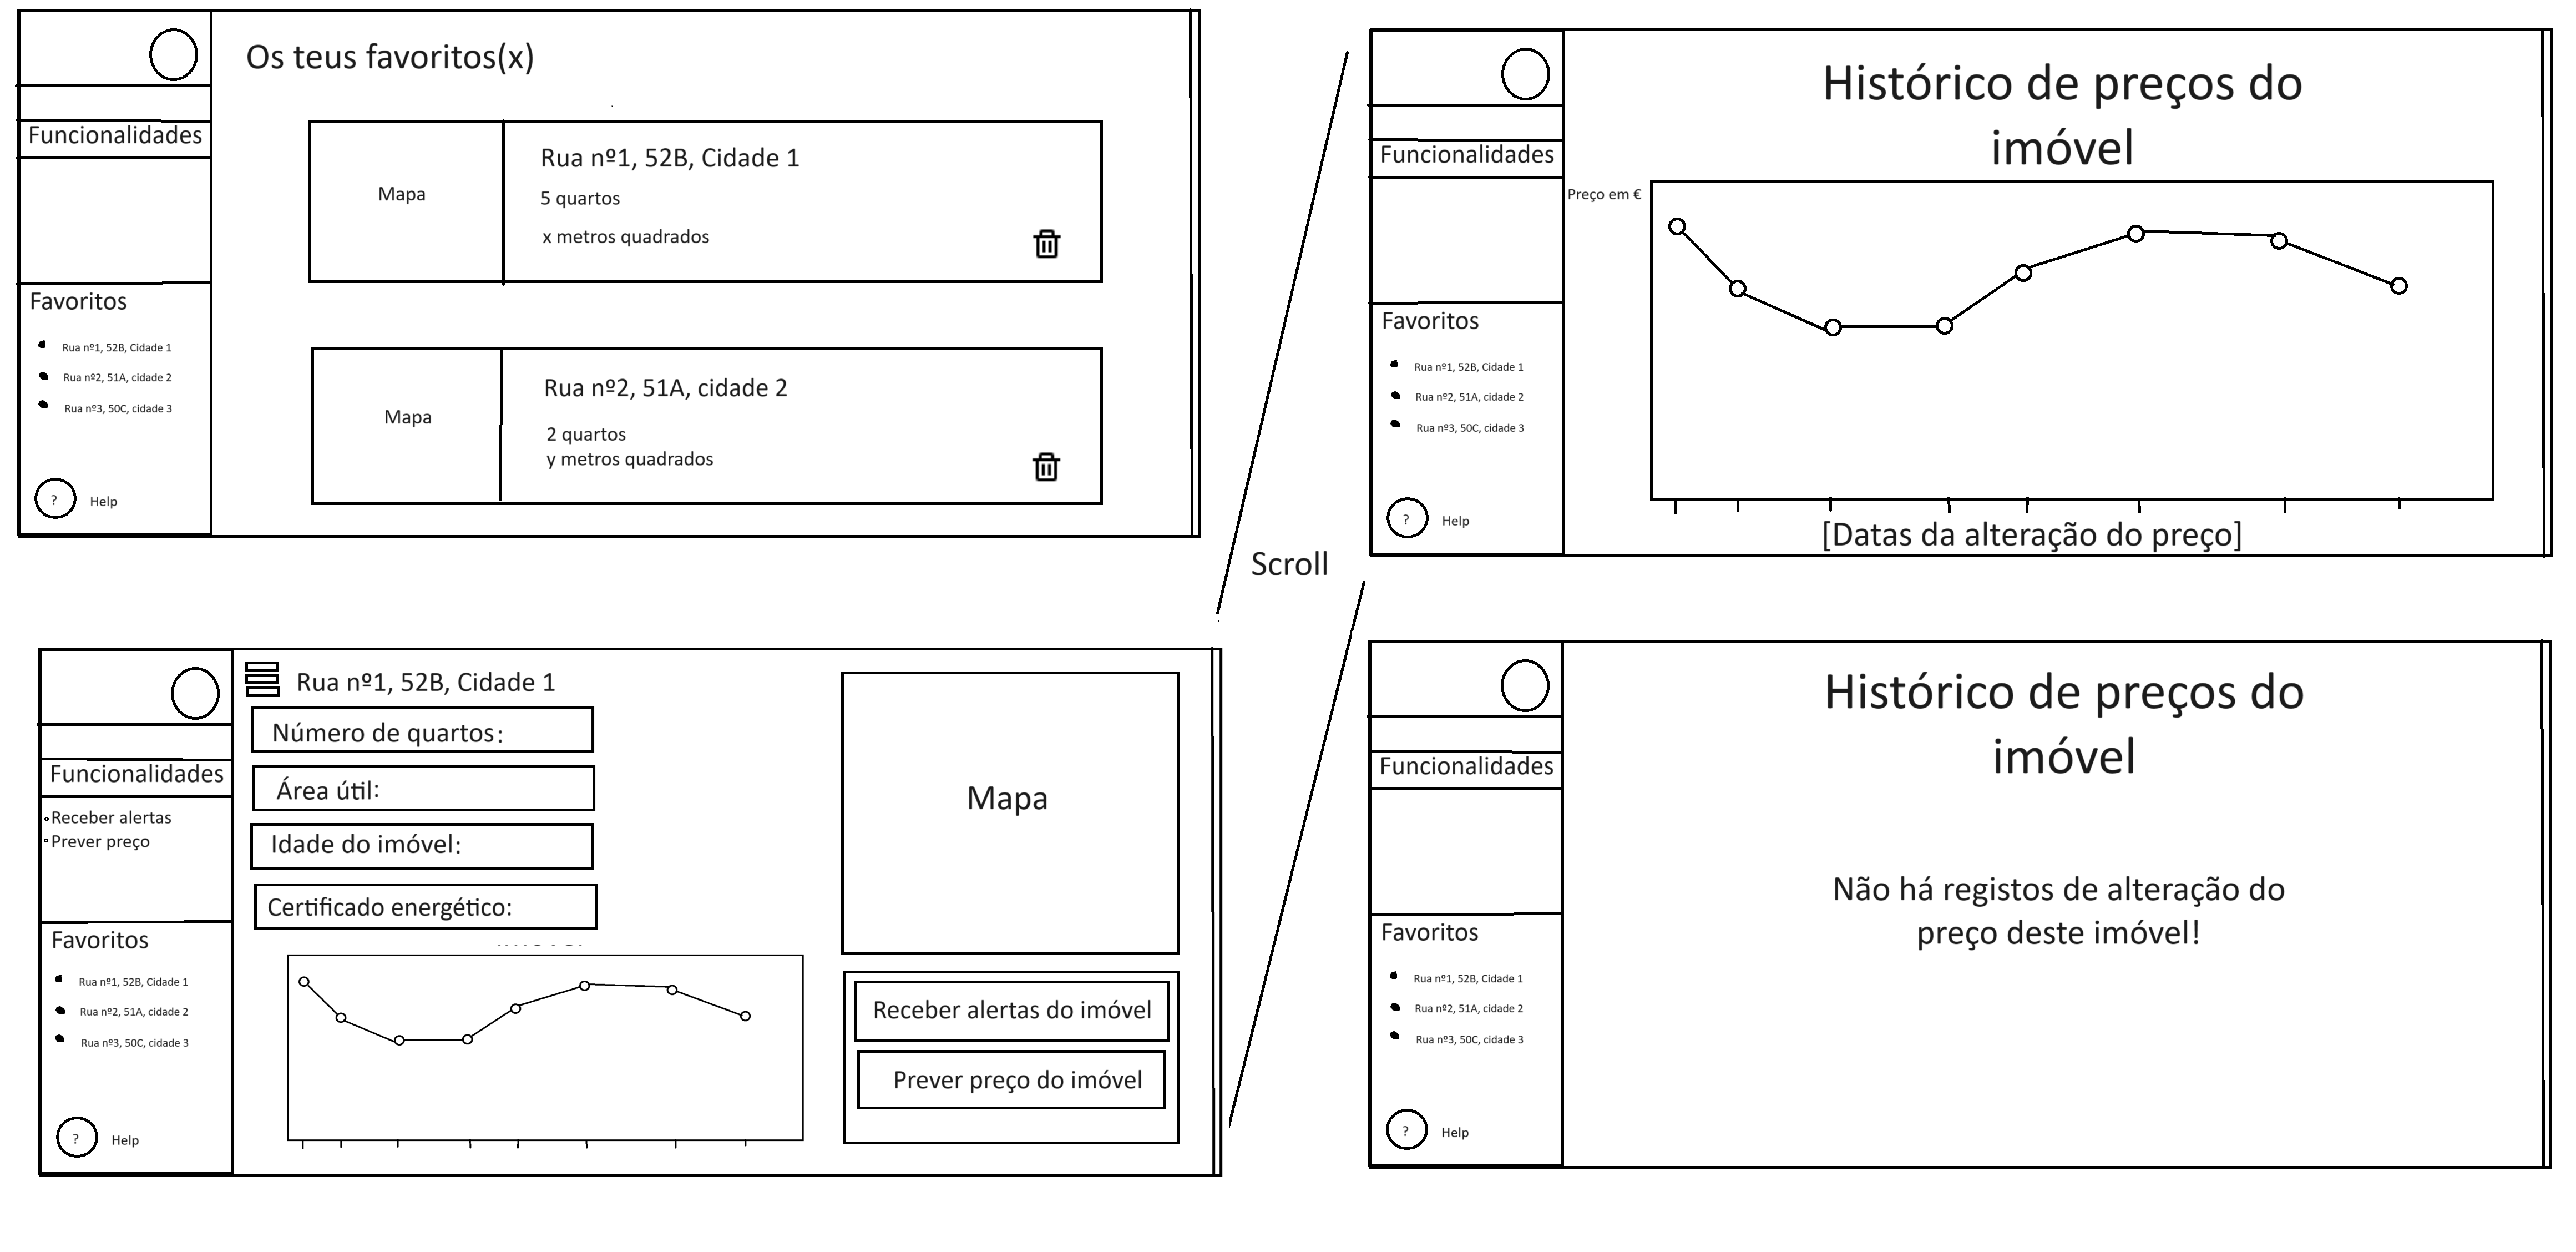 Os teus favoritos(x)
Funcionalidades
Favoritos
Rua nº1, 52B, Cidade 1
Rua nº2, 51A, cidade 2
Rua nº3, 50C, cidade 3
?
Help
Mapa
Rua nº1, 52B, Cidade 1
5 quartos
x metros quadrados
Mapa
Rua nº2, 51A, cidade 2
2 quartos
y metros quadrados
Scroll
Histórico de preços do
imóvel
Funcionalidades
Favoritos
Rua nº1, 52B, Cidade 1
Rua nº2, 51A, cidade 2
Rua nº3, 50C, cidade 3
?
Help
Preço em €
[Datas da alteração do preço]
Funcionalidades
Receber alertas
Prever preço
Favoritos
Rua nº1, 52B, Cidade 1
Rua nº2, 51A, cidade 2
Rua nº3, 50C, cidade 3
?
Help
Rua nº1, 52B, Cidade 1
Número de quartos:
Área útil:
Idade do imóvel:
Certificado energético:
Mapa
Receber alertas do imóvel
Prever preço do imóvel
Histórico de preços do
imóvel
Funcionalidades
Favoritos
Rua nº1, 52B, Cidade 1
Rua nº2, 51A, cidade 2
Rua nº3, 50C, cidade 3
?
Help
Não há registos de alteração do
preço deste imóvel!